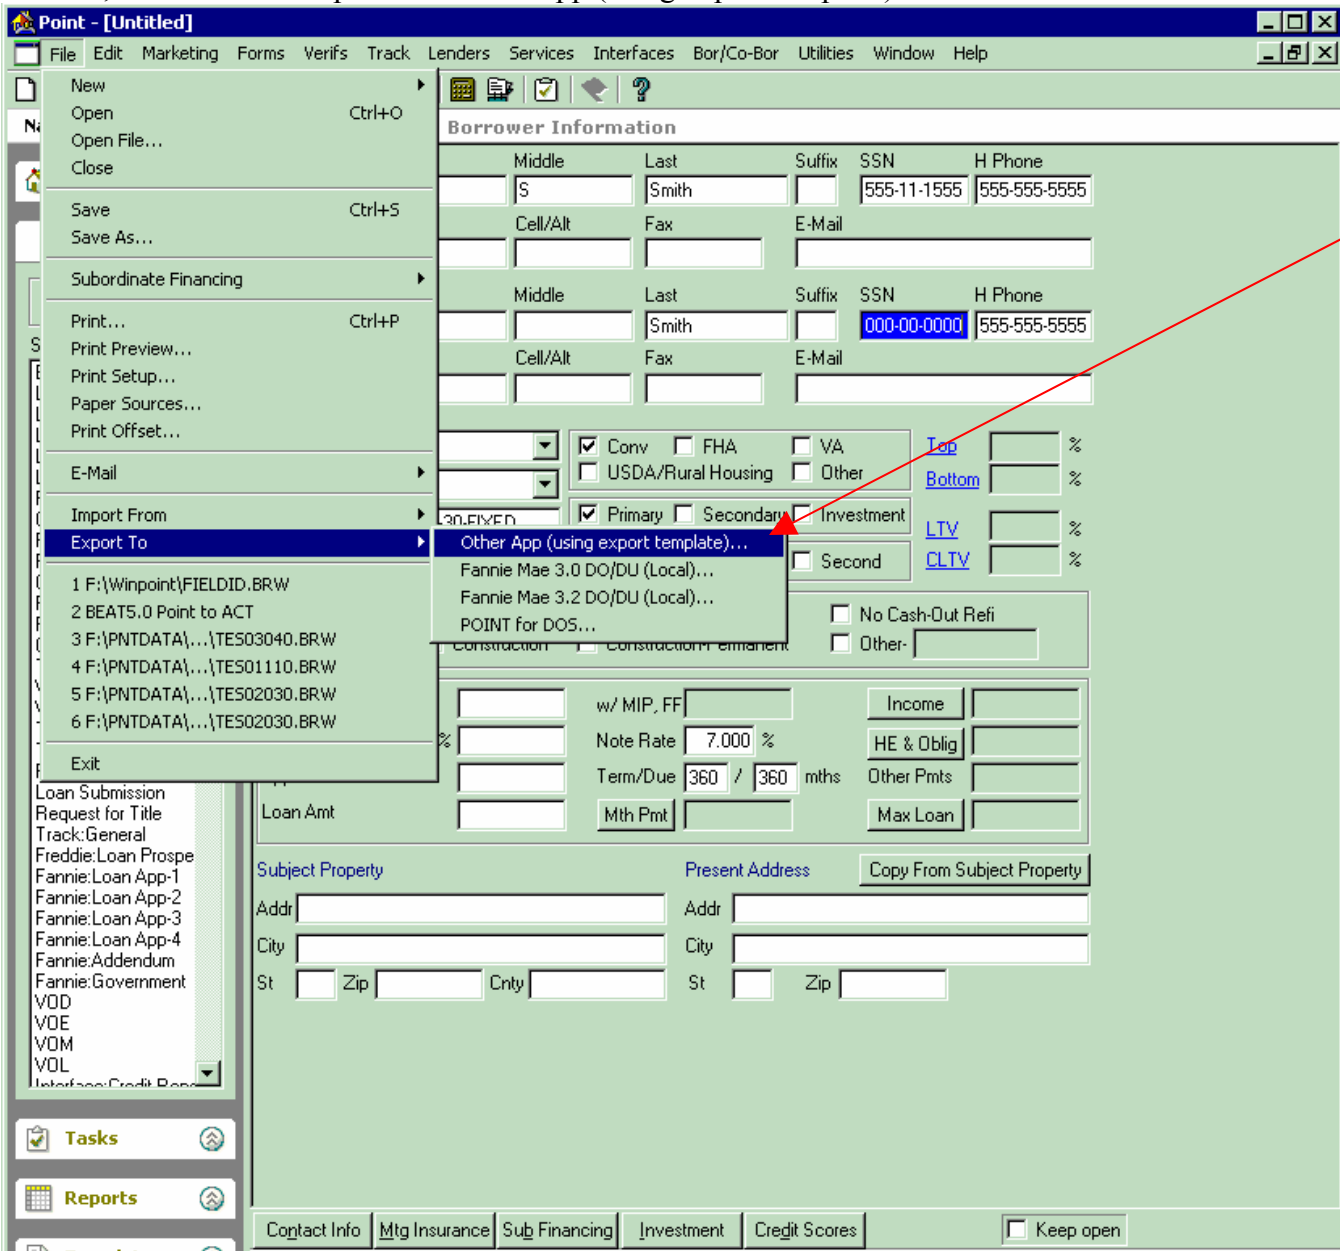 Point - [Untitled]
File Edit Marketing Forms Verifs Track Lenders Services Interfaces Bor/Co-Bor Utilities Window Help
Borrower Information
New
Open Ctrl+O
Open File...
Close
Save Ctrl+S
Save As...
Subordinate Financing
Print... Ctrl+P
Print Preview...
Print Setup...
Paper Sources...
Print Offset...
E-Mail
Import From
Export To
1 F:\Winpoint\FIELDID.BRW
2 BEAT5.0 Point to ACT
3 F:\PNTDATA\...\TES03040.BRW
4 F:\PNTDATA\...\TES01110.BRW
5 F:\PNTDATA\...\TES02030.BRW
6 F:\PNTDATA\...\TES02030.BRW
Exit
Other App (using export template)...
Fannie Mae 3.0 DO/DU (Local)...
Fannie Mae 3.2 DO/DU (Local)...
POINT for DOS...
Middle Last Suffix SSN H Phone
S Smith 555-11-1555 555-555-5555
Cell/Alt Fax E-Mail
Middle Last Suffix SSN H Phone
Smith 000-00-0000 555-555-5555
Cell/Alt Fax E-Mail
Conv FHA VA Top %
USDA/Rural Housing Other Bottom %
-30-FIXED Primary Secondary Investment LTV %
Second CLTV %
No Cash-Out Refi
Construction Construction-Permanent Other-
w/ MIP, FF Income
% Note Rate 7.000 % HE & Oblig
Term/Due 360 / 360 mths Other Pmts
Loan Amt Mth Pmt Max Loan
Subject Property Present Address Copy From Subject Property
Addr Addr
City City
St Zip Cnty St Zip
Loan Submission
Request for Title
Track:General
Freddie:Loan Prospe
Fannie:Loan App-1
Fannie:Loan App-2
Fannie:Loan App-3
Fannie:Loan App-4
Fannie:Addendum
Fannie:Government
VOD
VOE
VOM
VOL
Interface:Credit Repo
Tasks
Reports
Contact Info Mtg Insurance Sub Financing Investment Credit Scores Keep open